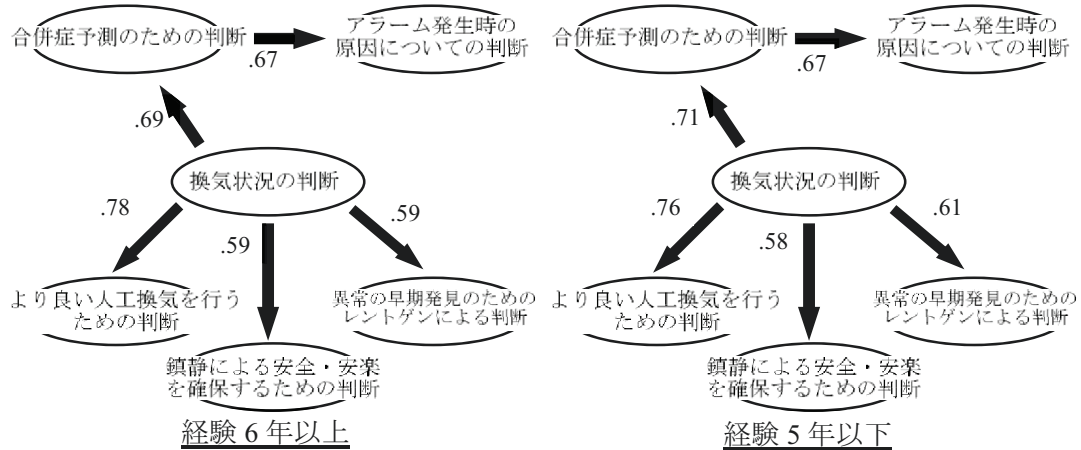 合併症予測のための判断
.67
アラーム発生時の
原因についての判断
.69
換気状況の判断
.78
.59
.59
より良い人工換気を行う
ための判断
異常の早期発見のための
レントゲンによる判断
鎮静による安全・安楽
を確保するための判断
経験 6 年以上
合併症予測のための判断
.67
アラーム発生時の
原因についての判断
.71
換気状況の判断
.76
.58
.61
より良い人工換気を行う
ための判断
異常の早期発見のための
レントゲンによる判断
鎮静による安全・安楽
を確保するための判断
経験 5 年以下